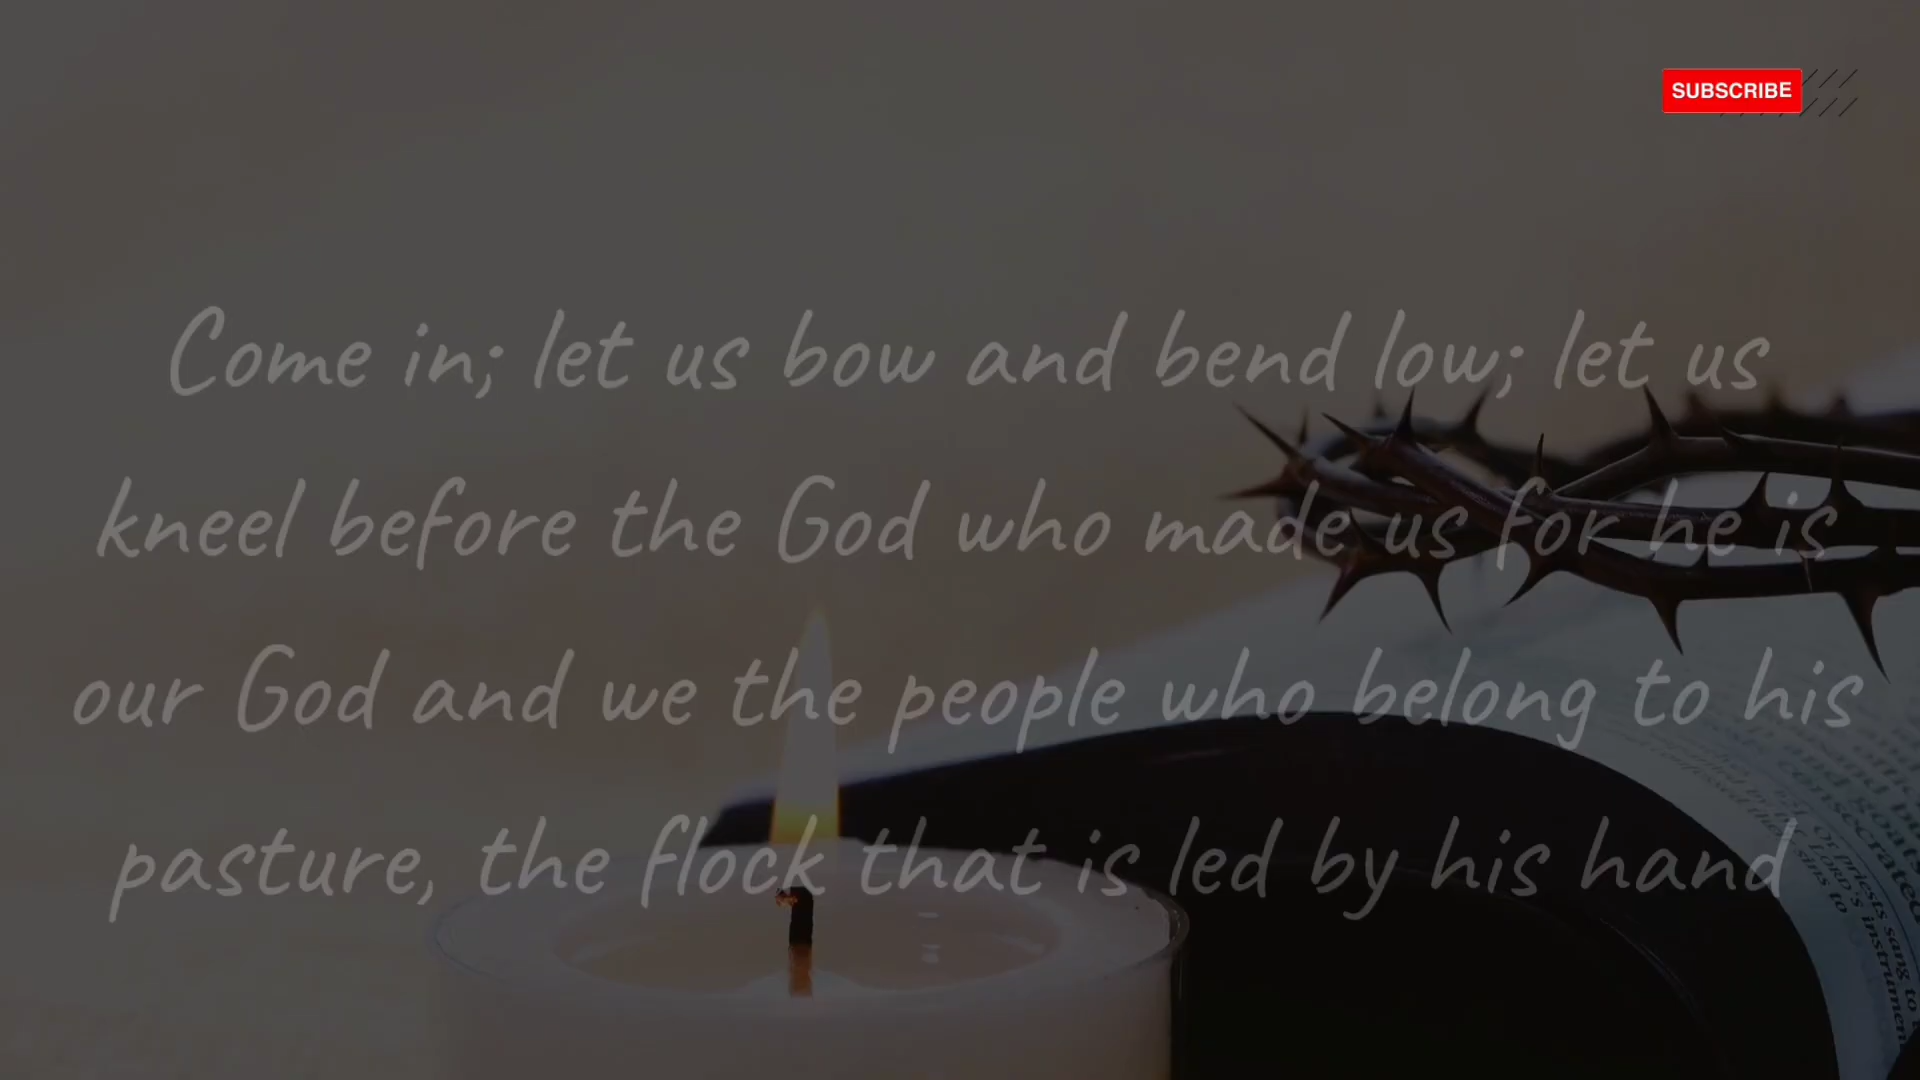 SUBSCRIBE
Come in; let us bow and bend low; let us
kneel before the God who made us for he is
our God and we the people who belong to his
pasture, the flock that is led by his hand